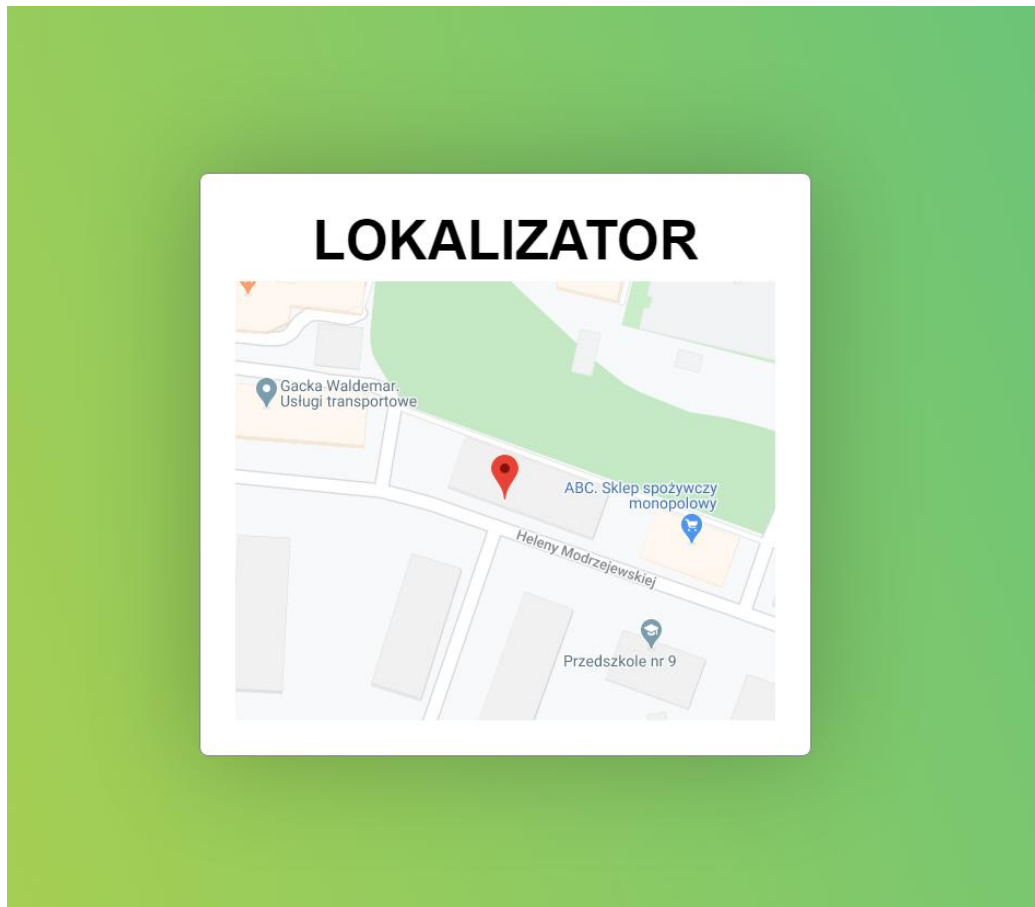 LOKALIZATOR
Gacka Waldemar.
Usługi transportowe
ABC. Sklep spożywczy
monopolowy
Heleny Modrzejewskiej
Przedszkole nr 9